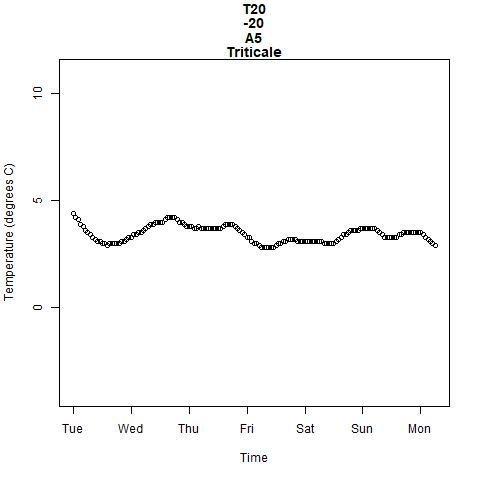 T20
-20
A5
Triticale
10
5
0
Temperature (degrees C)
Tue Wed Thu Fri Sat Sun Mon
Time